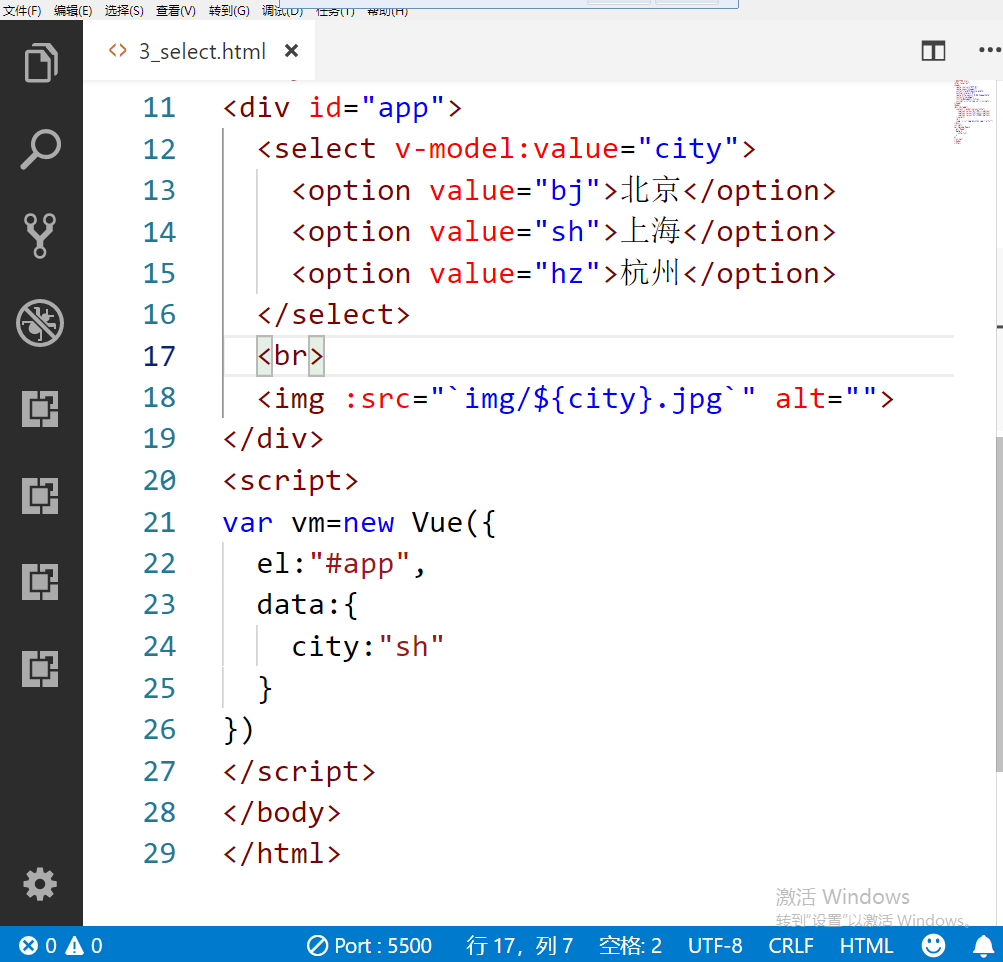 文件(F) 编辑(E) 选择(S) 查看(V) 转到(G) 调试(D) 任务(T) 帮助(H)
<> 3_select.html ×
11 <div id="app">
12 <select v-model:value="city">
13 <option value="bj">北京</option>
14 <option value="sh">上海</option>
15 <option value="hz">杭州</option>
16 </select>
17 <br>
18 <img :src="`img/${city}.jpg`" alt="">
19 </div>
20 <script>
21 var vm=new Vue({
22 el:"#app",
23 data:{
24 city:"sh"
25 }
26 })
27 </script>
28 </body>
29 </html>
激活 Windows
转到“设置”以激活 Windows。
0 0 Port : 5500 行 17，列 7 空格: 2 UTF-8 CRLF HTML